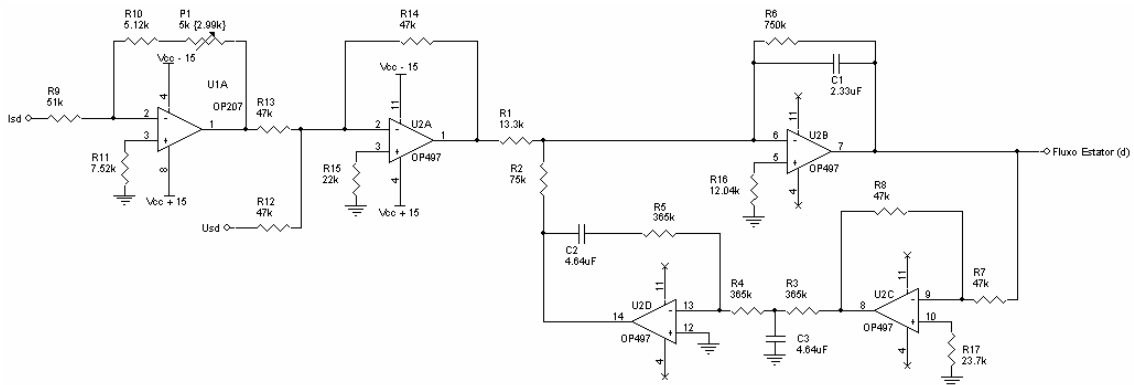 R10
5.12k
P1
5k {2.99k}
Vcc - 15
U1A
OP207
R9
51k
Isd
2
3
1
4
8
R11
7.52k
Vcc + 15
R13
47k
R12
47k
Usd
R14
47k
Vcc - 15
11
U2A
OP497
2
3
1
4
R15
22k
Vcc + 15
R1
13.3k
R2
75k
R6
750k
C1
2.33uF
11
U2B
OP497
6
5
7
4
R16
12.04k
Fluxo Estator (d)
R5
365k
C2
4.64uF
R8
47k
R7
47k
11
U2D
OP497
14
13
12
4
R4
365k
R3
365k
C3
4.64uF
11
U2C
OP497
8
9
10
4
R17
23.7k